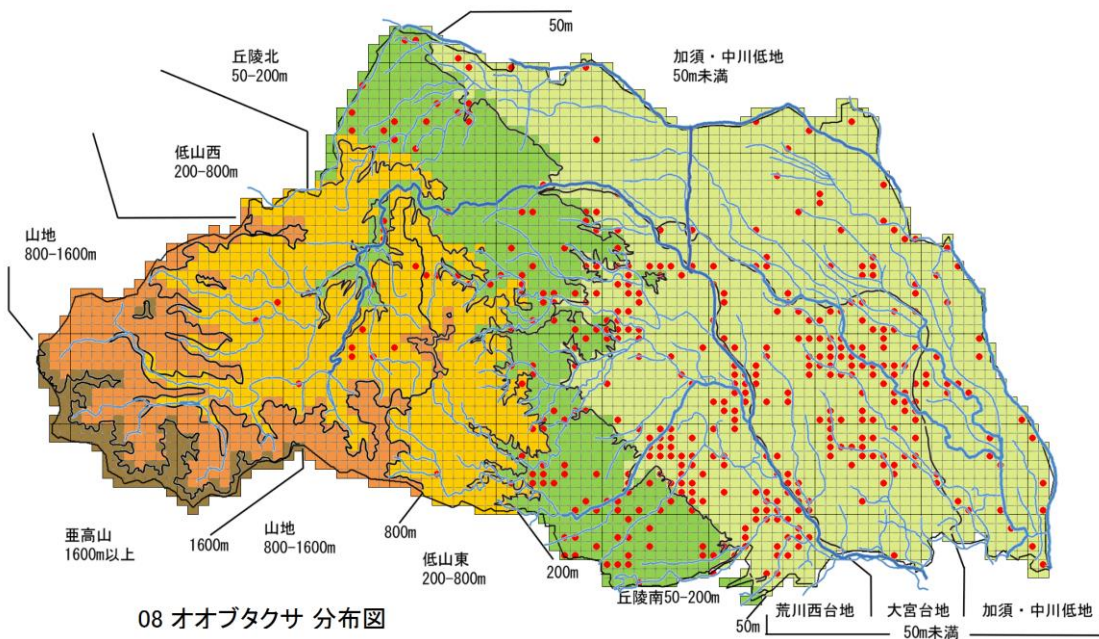 50m
丘陵北
50-200m
加須・中川低地
50m未満
低山西
200-800m
山地
800-1600m
亜高山
1600m以上
1600m
山地
800-1600m
800m
低山東
200-800m
200m
丘陵南50-200m
50m
荒川西台地
大宮台地
加須・中川低地
50m未満
08 オオブタクサ 分布図